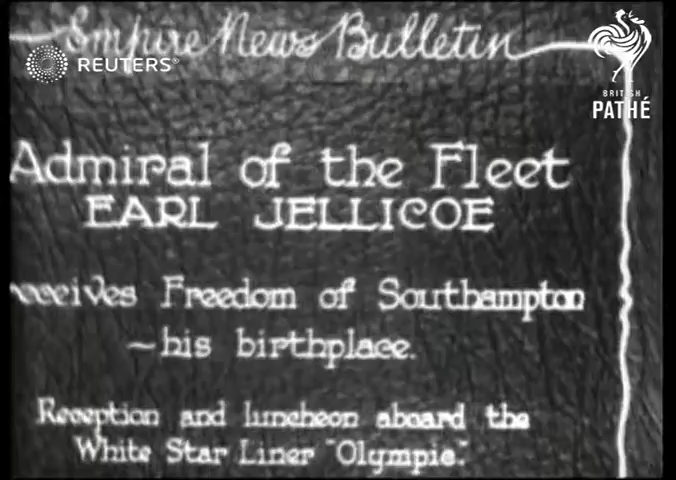 Empire News Bulletin
REUTERS®
BRITISH
PATHÉ
Admiral of the Fleet
EARL JELLICOE
receives Freedom of Southampton
—his birthplace.
Reception and luncheon aboard the
White Star Liner "Olympic."